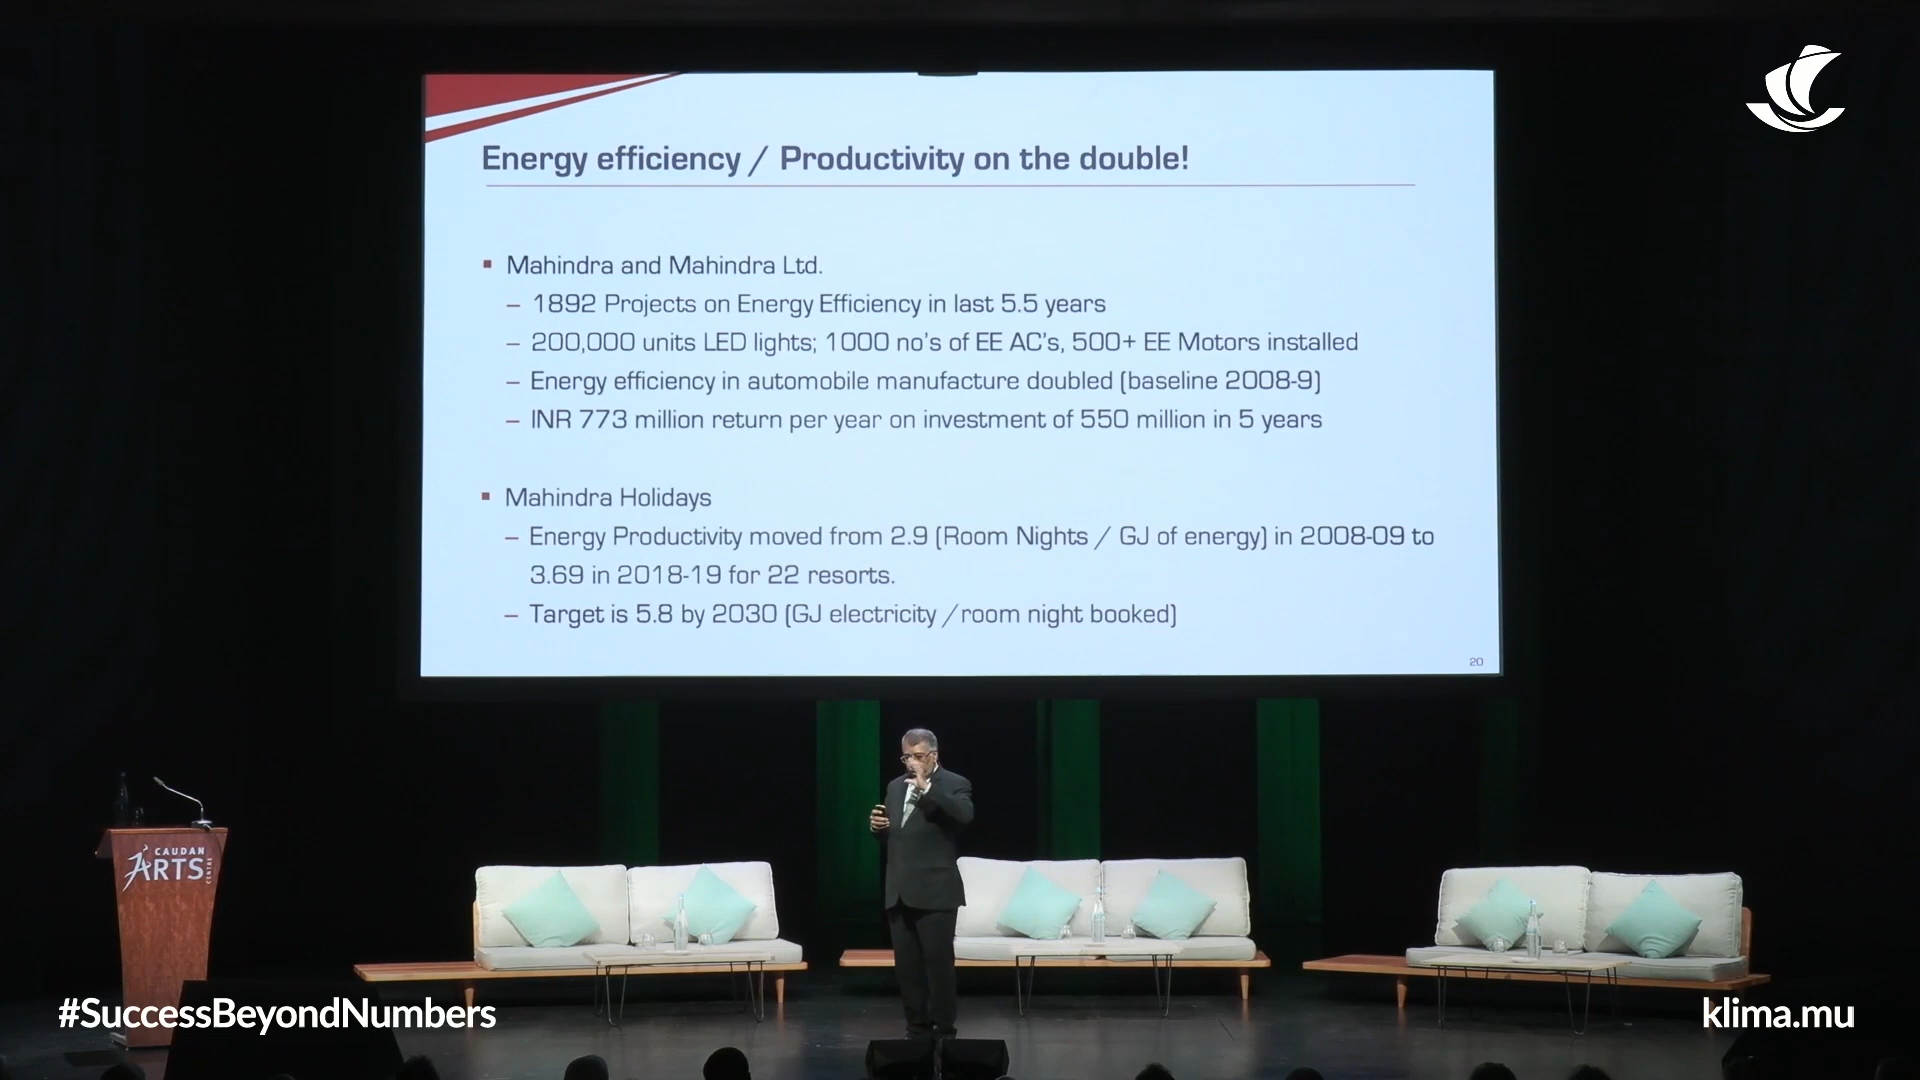 Energy efficiency / Productivity on the double!
▪ Mahindra and Mahindra Ltd.
– 1892 Projects on Energy Efficiency in last 5.5 years
– 200,000 units LED lights; 1000 no's of EE AC's, 500+ EE Motors installed
– Energy efficiency in automobile manufacture doubled (baseline 2008-9)
– INR 773 million return per year on investment of 550 million in 5 years
▪ Mahindra Holidays
– Energy Productivity moved from 2.9 (Room Nights / GJ of energy) in 2008-09 to
3.69 in 2018-19 for 22 resorts.
– Target is 5.8 by 2030 (GJ electricity /room night booked)
20
CAUDAN
ARTS
CENTRE
#SuccessBeyondNumbers
klima.mu